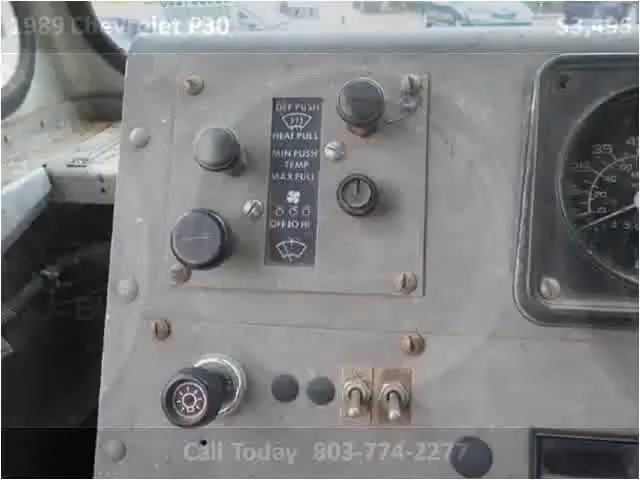 1989 Chevrolet P30
$3,495
DEF PUSH
HEAT PULL
MIN PUSH
-TEMP
MAX PULL
OFF LO HI
35
Call Today 803-774-2277